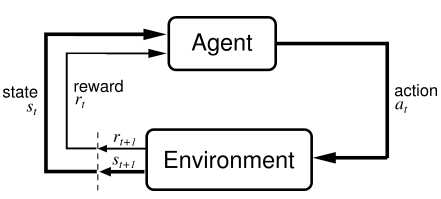 Agent
state
s_t
reward
r_t
action
a_t
r_{t+1}
s_{t+1}
Environment